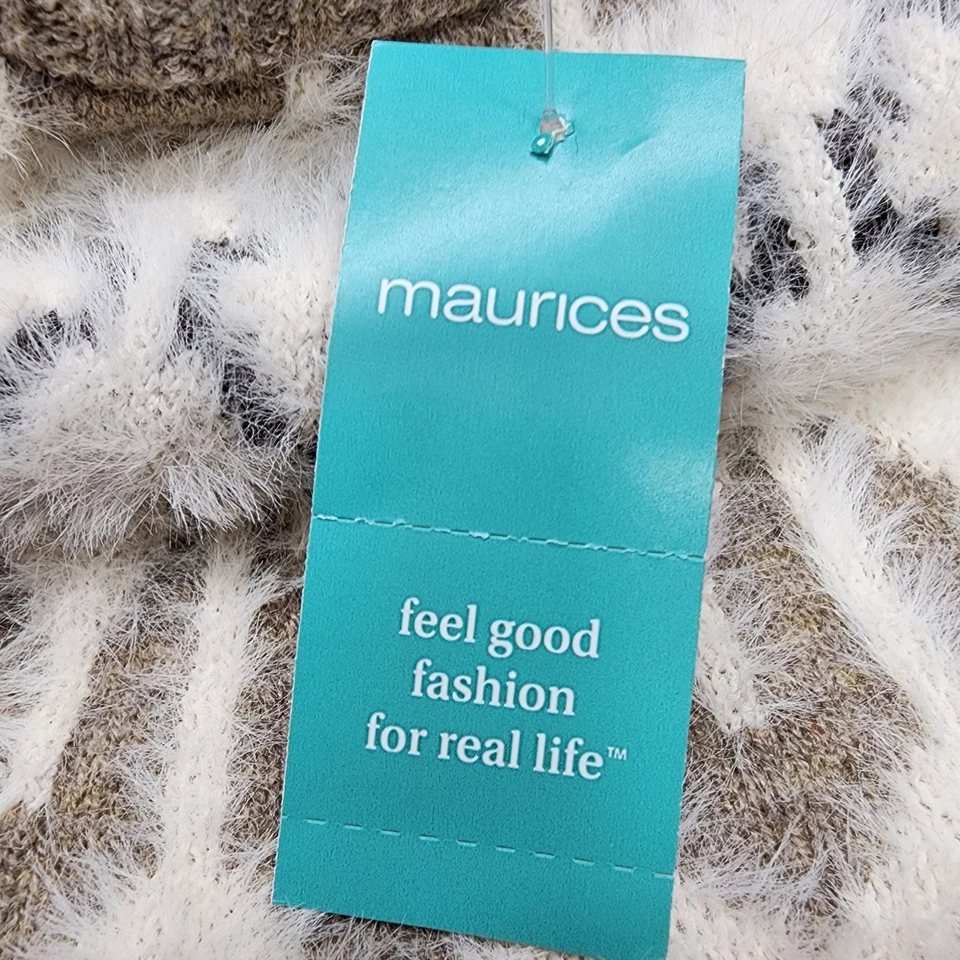 maurices
feel good
fashion
for real life™